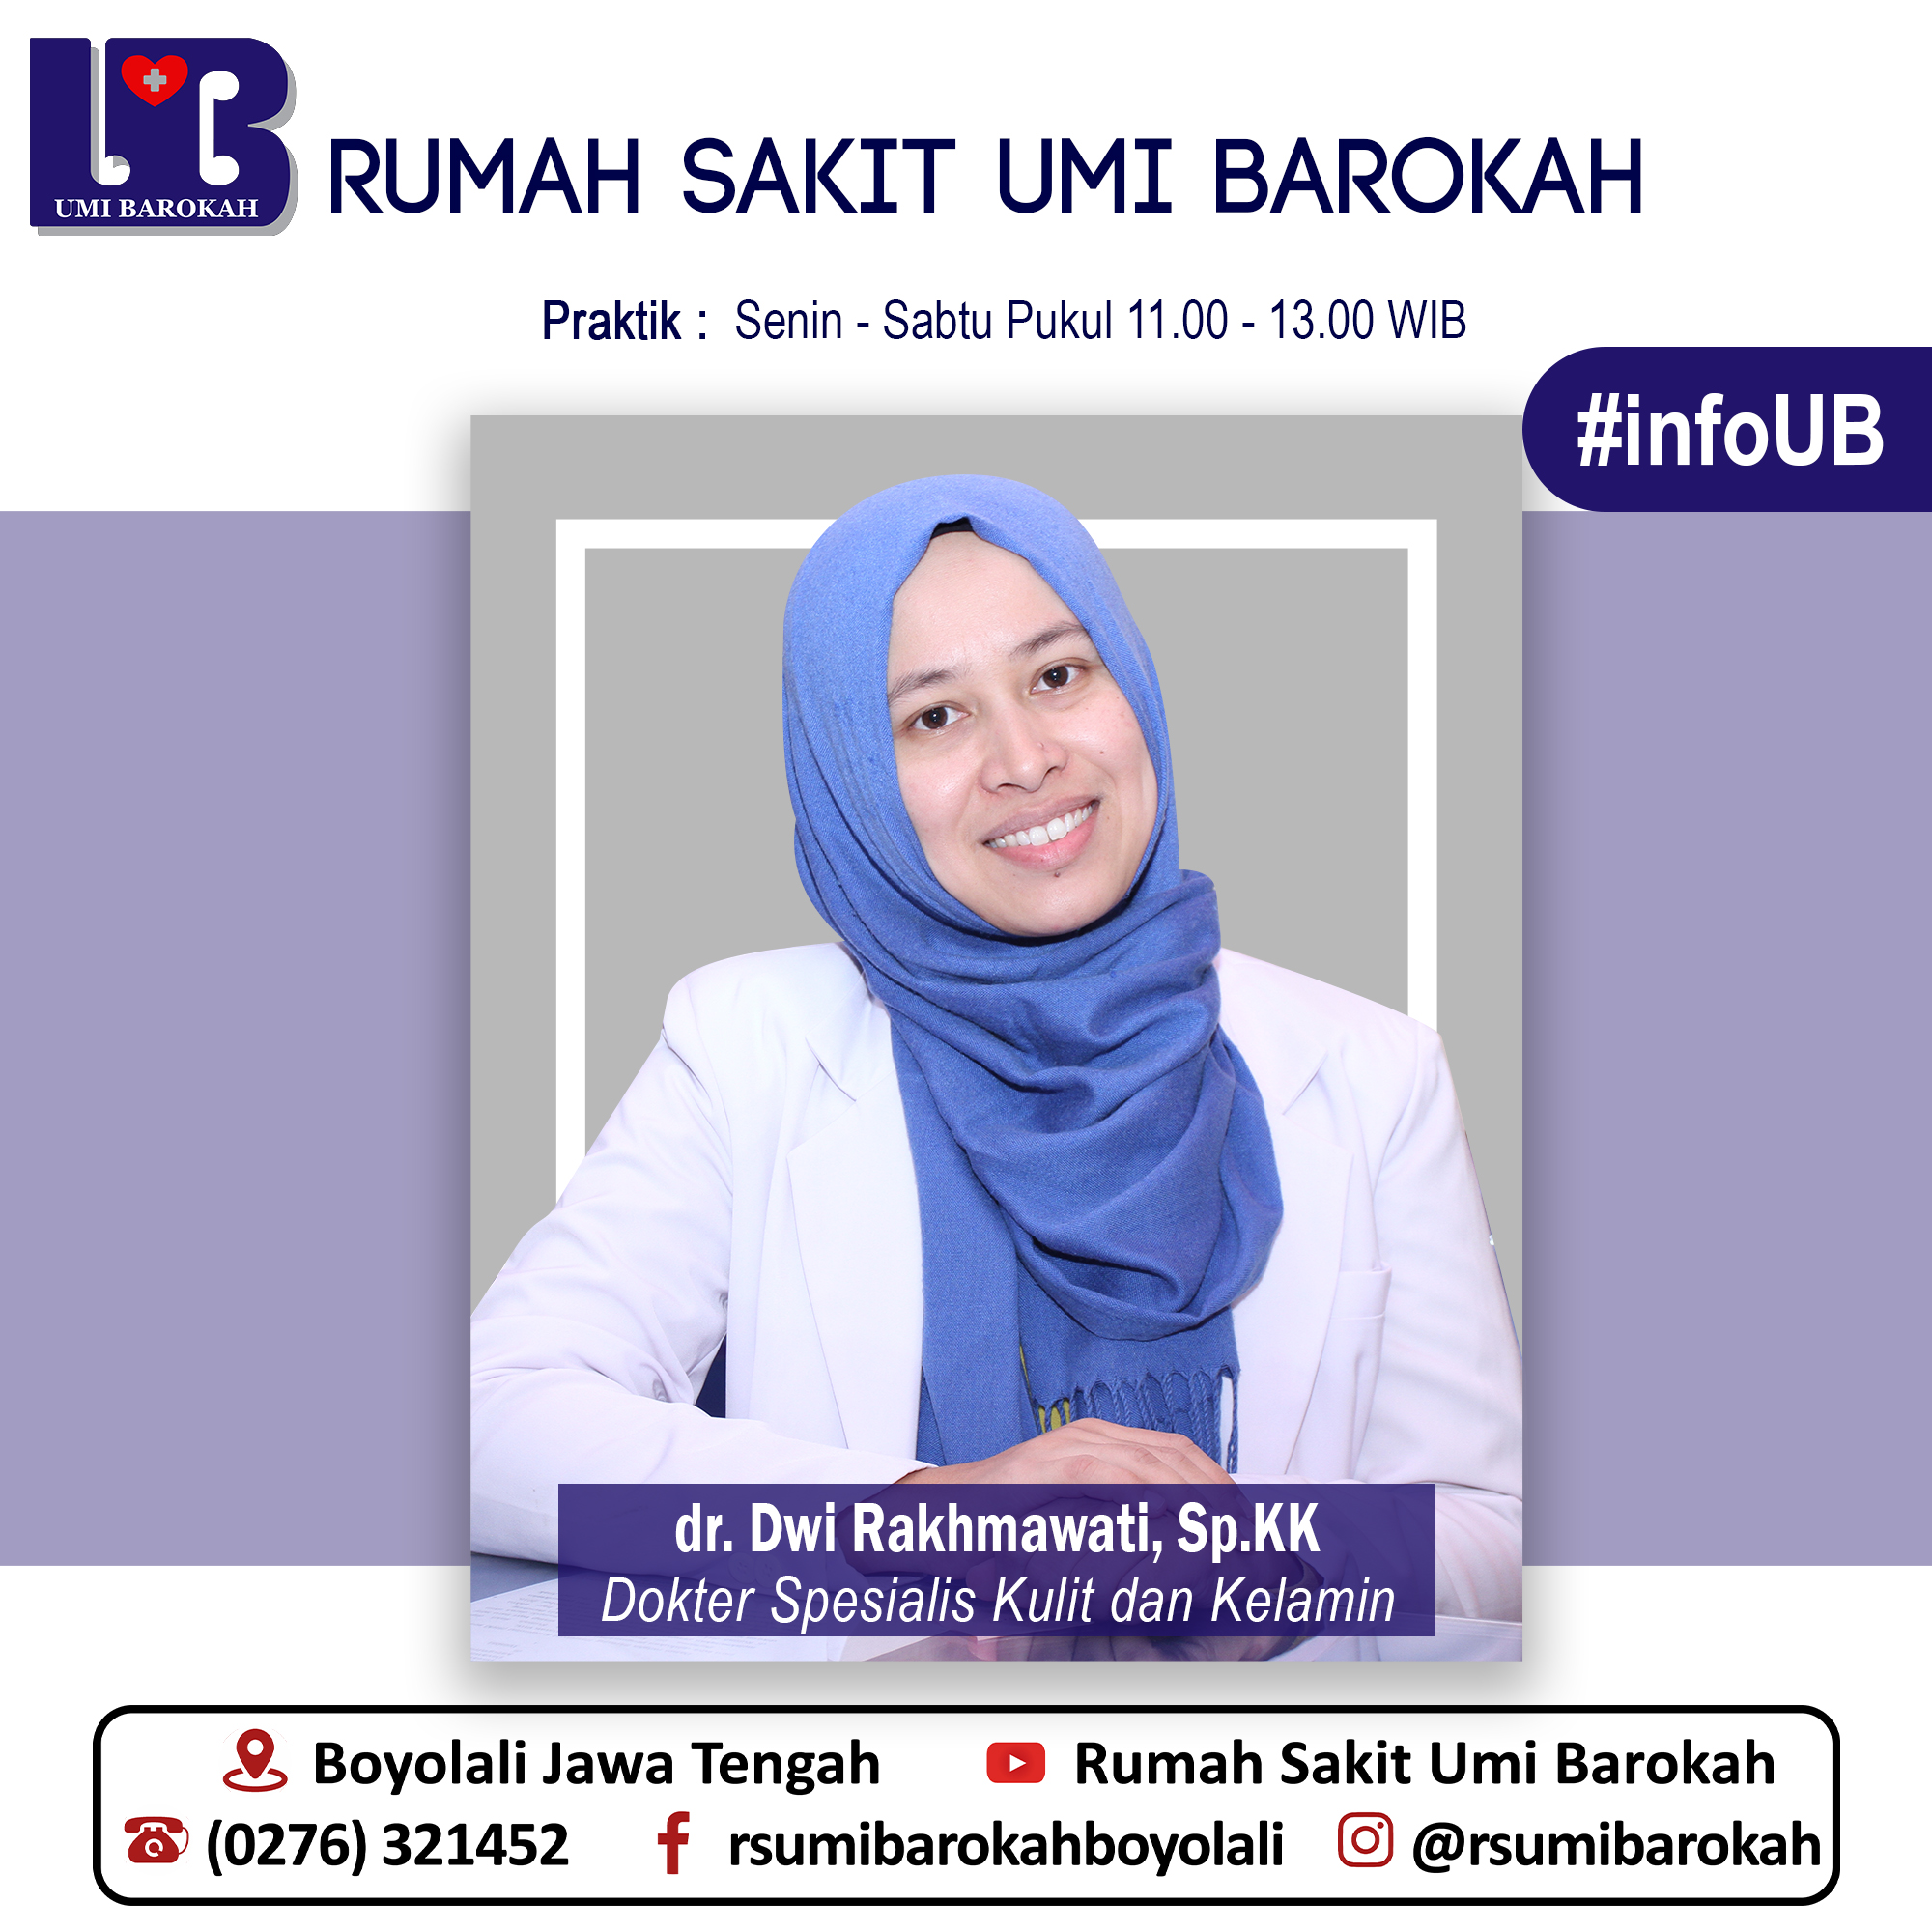 UMI BAROKAH
RUMAH SAKIT UMI BAROKAH
Praktik : Senin - Sabtu Pukul 11.00 - 13.00 WIB
#infoUB
dr. Dwi Rakhmawati, Sp.KK
Dokter Spesialis Kulit dan Kelamin
Boyolali Jawa Tengah Rumah Sakit Umi Barokah
(0276) 321452 rsumibarokahboyolali @rsumibarokah